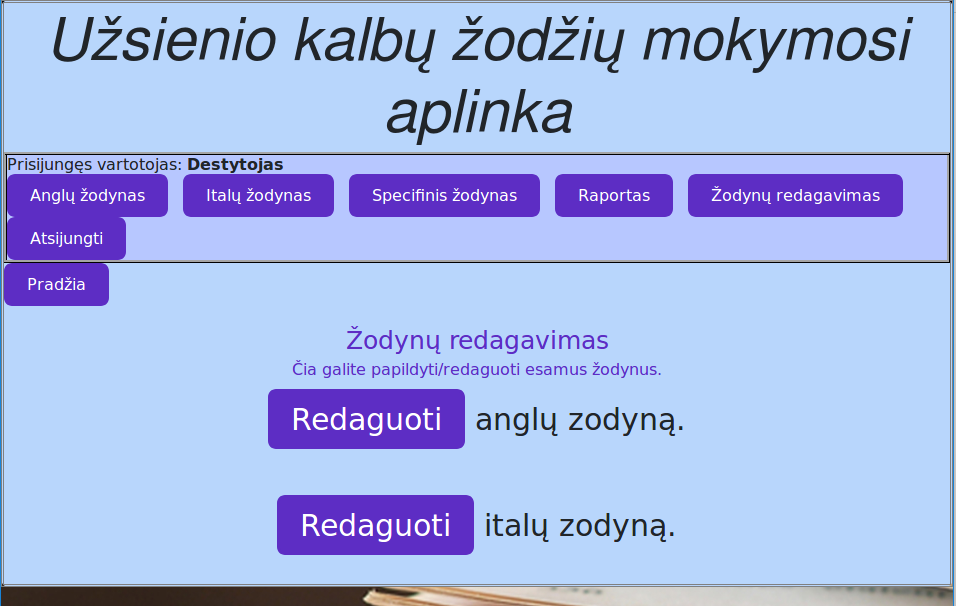 Užsienio kalbų žodžių mokymosi
aplinka
Prisijungęs vartotojas: Destytojas
Anglų žodynas Italų žodynas Specifinis žodynas Raportas Žodynų redagavimas
Atsijungti
Pradžia
Žodynų redagavimas
Čia galite papildyti/redaguoti esamus žodynus.
Redaguoti anglų zodyną.
Redaguoti italų zodyną.